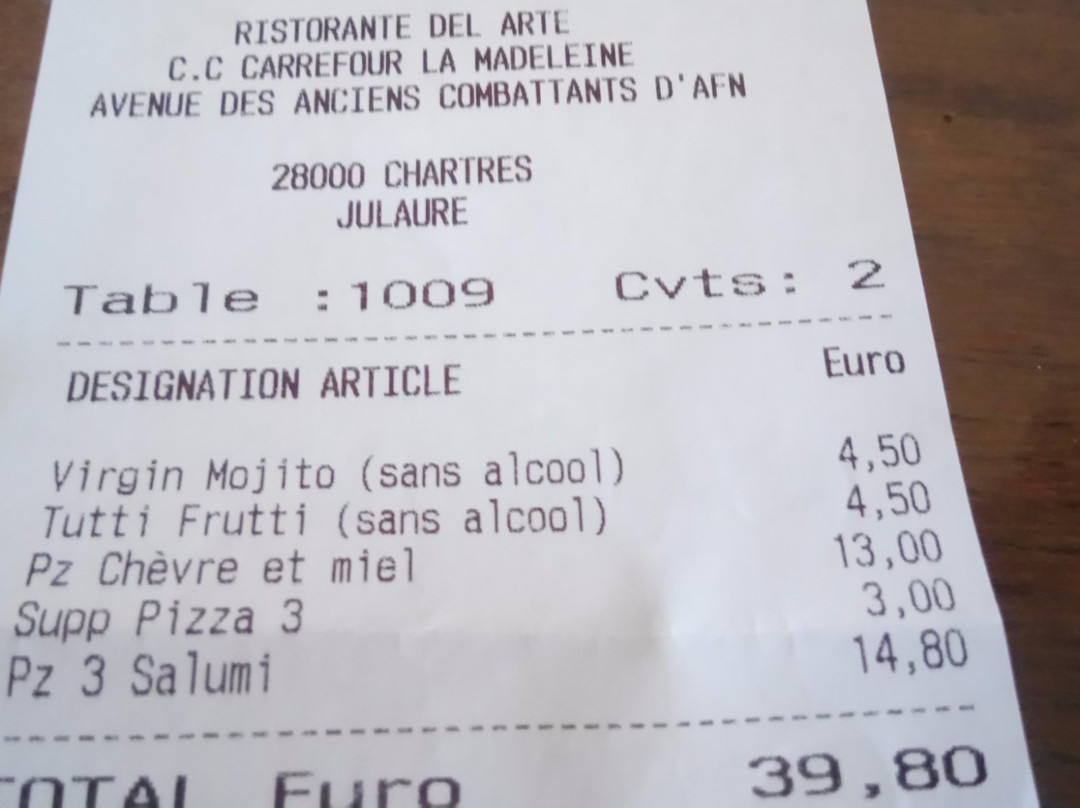 RISTORANTE DEL ARTE
C.C CARREFOUR LA MADELEINE
AVENUE DES ANCIENS COMBATTANTS D'AFN
28000 CHARTRES
JULAURE
Table :1009 Cvts: 2
DESIGNATION ARTICLE Euro
Virgin Mojito (sans alcool) 4,50
Tutti Frutti (sans alcool) 4,50
Pz Chèvre et miel 13,00
Supp Pizza 3 3,00
Pz 3 Salumi 14,80
TOTAL Euro 39,80